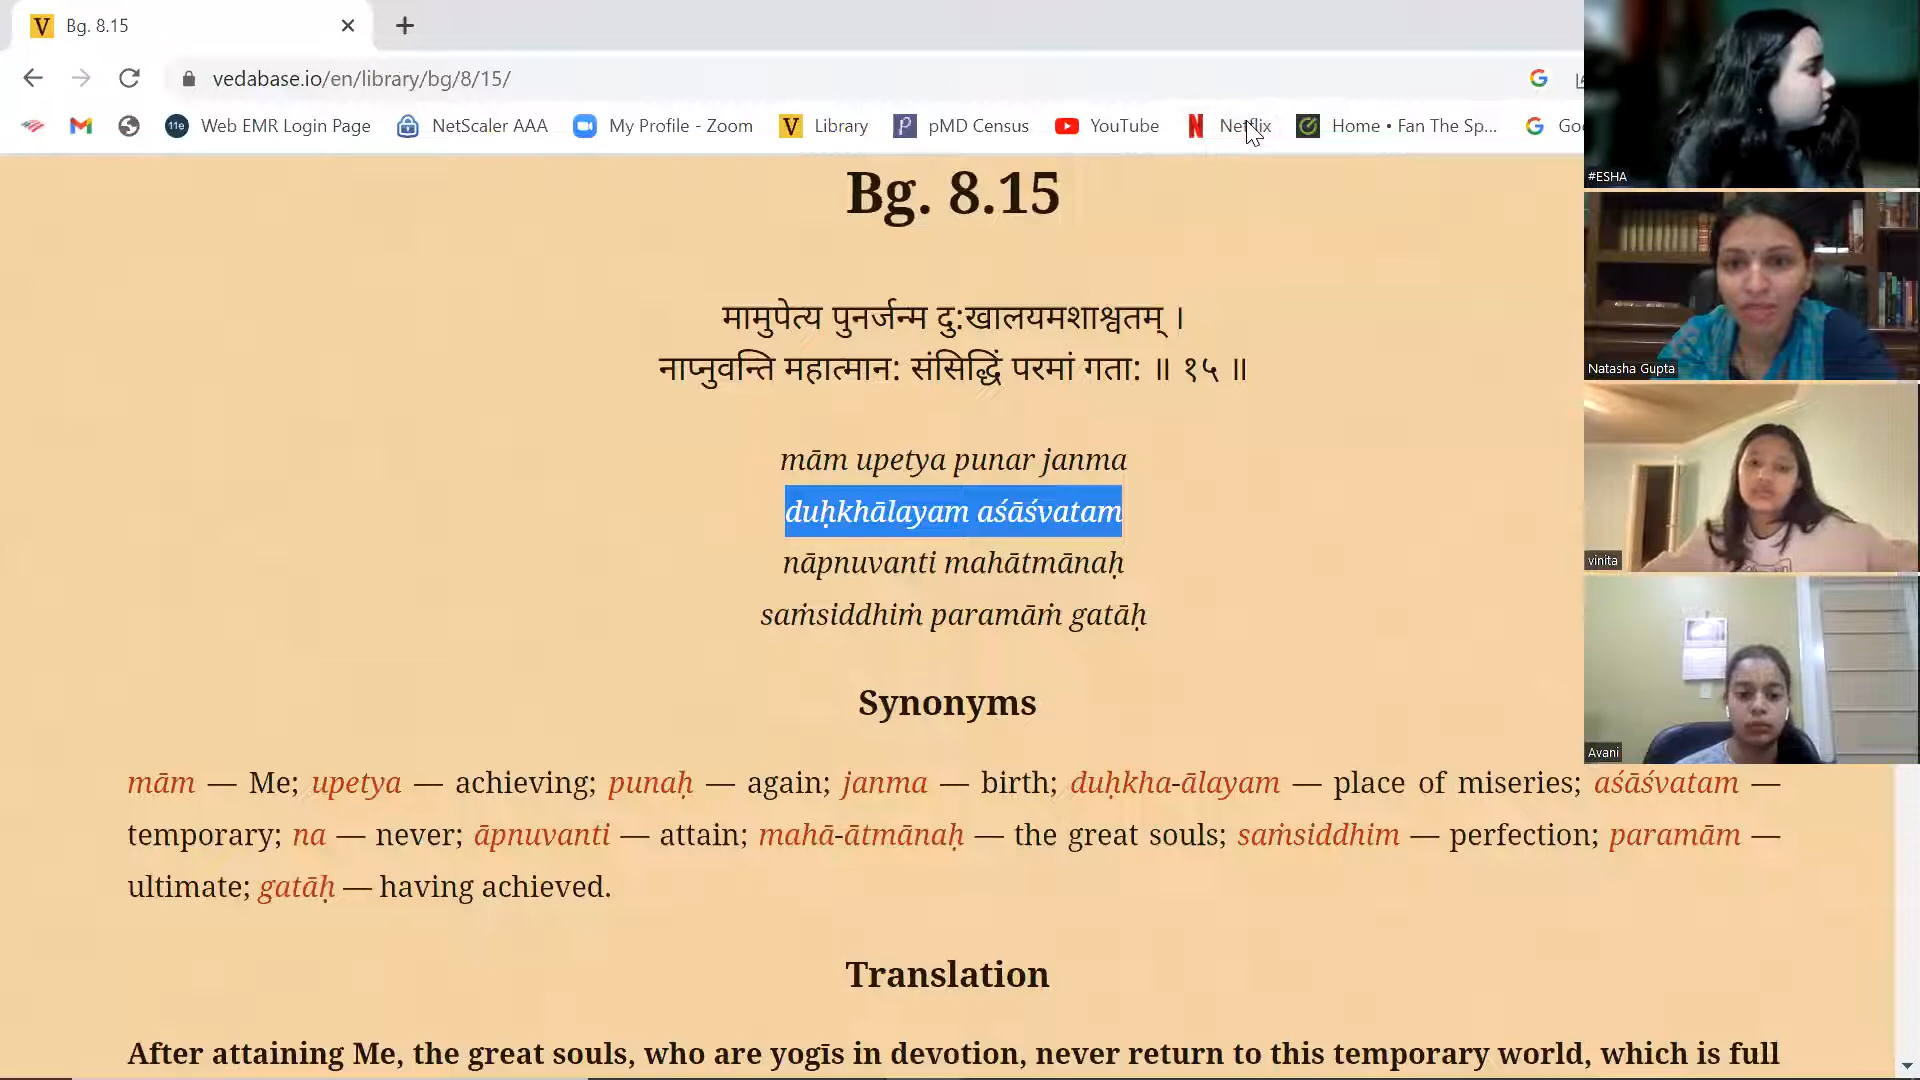 Bg. 8.15
vedabase.io/en/library/bg/8/15/
11e Web EMR Login Page NetScaler AAA My Profile - Zoom Library pMD Census YouTube Netflix Home • Fan The Sp... Goo
#ESHA
Bg. 8.15
Natasha Gupta
मामुपेत्य पुनर्जन्म दु:खालयमशाश्वतम् ।
नाप्‍नुवन्ति महात्मान: संसिद्धिं परमां गता: ॥ १५ ॥
mām upetya punar janma
duḥkhālayam aśāśvatam
nāpnuvanti mahātmānaḥ
saṁsiddhiṁ paramāṁ gatāḥ
vinita
Synonyms
Avani
mām — Me; upetya — achieving; punaḥ — again; janma — birth; duḥkha-ālayam — place of miseries; aśāśvatam —
temporary; na — never; āpnuvanti — attain; mahā-ātmānaḥ — the great souls; saṁsiddhim — perfection; paramām —
ultimate; gatāḥ — having achieved.
Translation
After attaining Me, the great souls, who are yogīs in devotion, never return to this temporary world, which is full